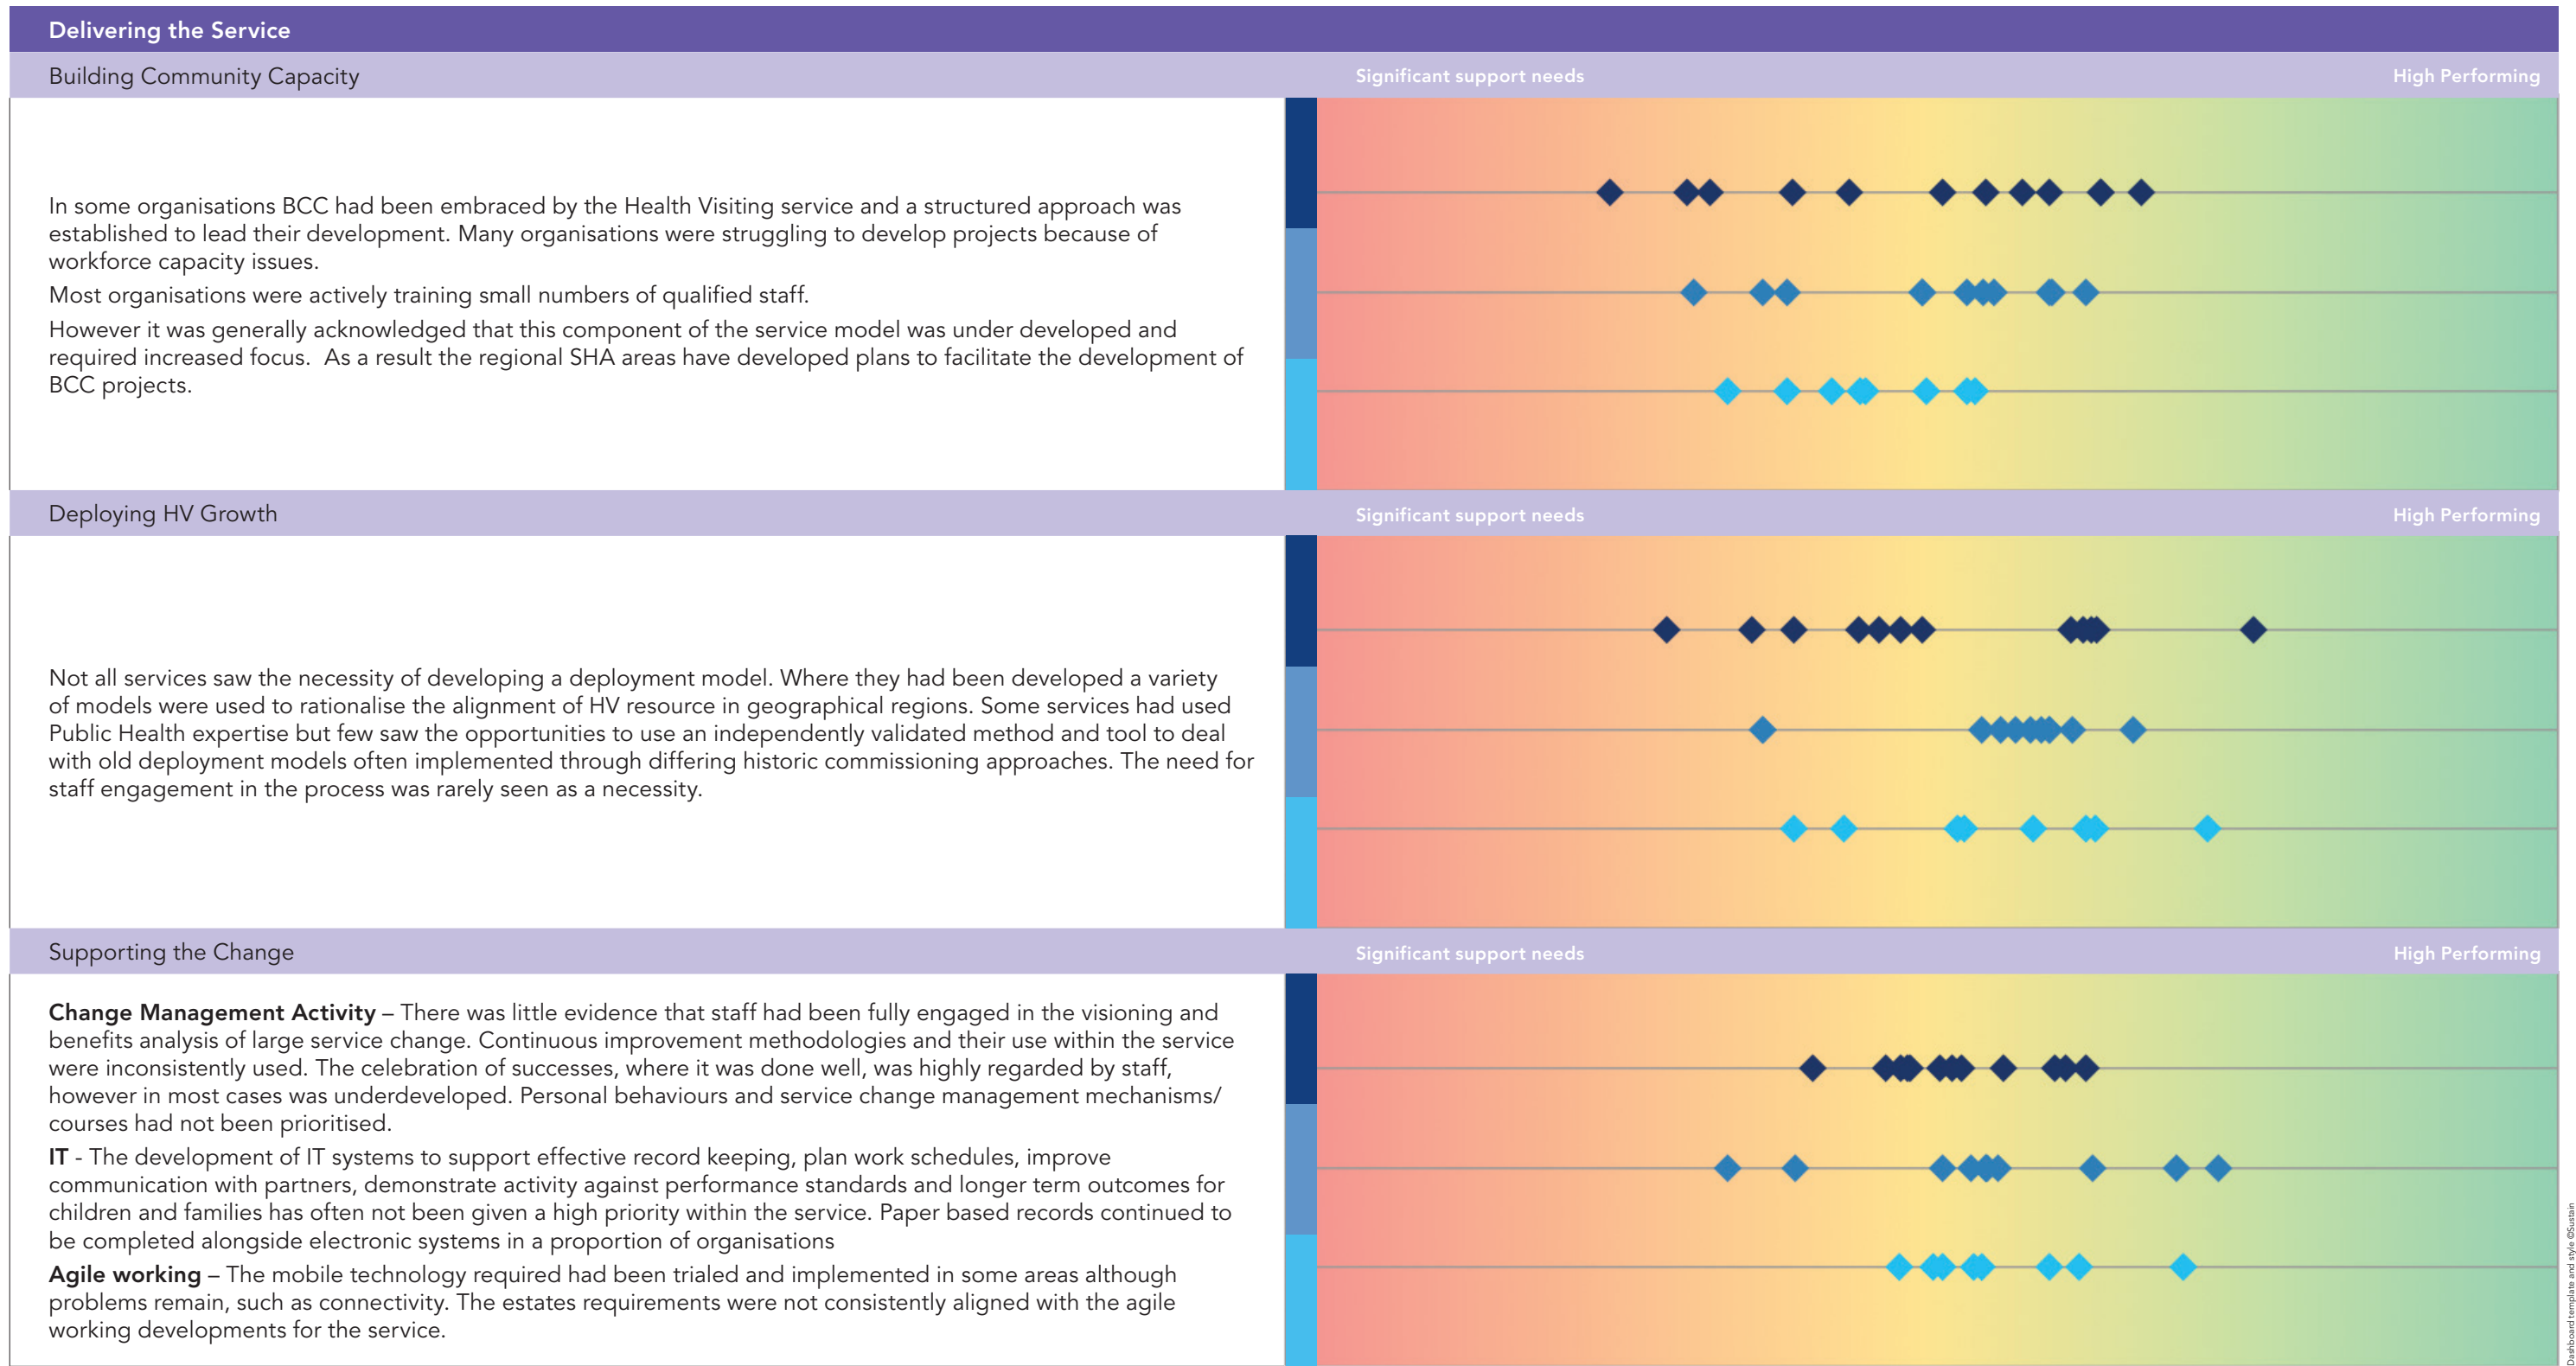 Delivering the Service
Building Community Capacity
Significant support needs
High Performing
In some organisations BCC had been embraced by the Health Visiting service and a structured approach was
established to lead their development. Many organisations were struggling to develop projects because of
workforce capacity issues.
Most organisations were actively training small numbers of qualified staff.
However it was generally acknowledged that this component of the service model was under developed and
required increased focus.  As a result the regional SHA areas have developed plans to facilitate the development of
BCC projects.
Deploying HV Growth
Significant support needs
High Performing
Not all services saw the necessity of developing a deployment model. Where they had been developed a variety
of models were used to rationalise the alignment of HV resource in geographical regions. Some services had used
Public Health expertise but few saw the opportunities to use an independently validated method and tool to deal
with old deployment models often implemented through differing historic commissioning approaches. The need for
staff engagement in the process was rarely seen as a necessity.
Supporting the Change
Significant support needs
High Performing
Change Management Activity – There was little evidence that staff had been fully engaged in the visioning and
benefits analysis of large service change. Continuous improvement methodologies and their use within the service
were inconsistently used. The celebration of successes, where it was done well, was highly regarded by staff,
however in most cases was underdeveloped. Personal behaviours and service change management mechanisms/
courses had not been prioritised.
IT - The development of IT systems to support effective record keeping, plan work schedules, improve
communication with partners, demonstrate activity against performance standards and longer term outcomes for
children and families has often not been given a high priority within the service. Paper based records continued to
be completed alongside electronic systems in a proportion of organisations
Agile working – The mobile technology required had been trialed and implemented in some areas although
problems remain, such as connectivity. The estates requirements were not consistently aligned with the agile
working developments for the service.
Dashboard template and style ©Sustain